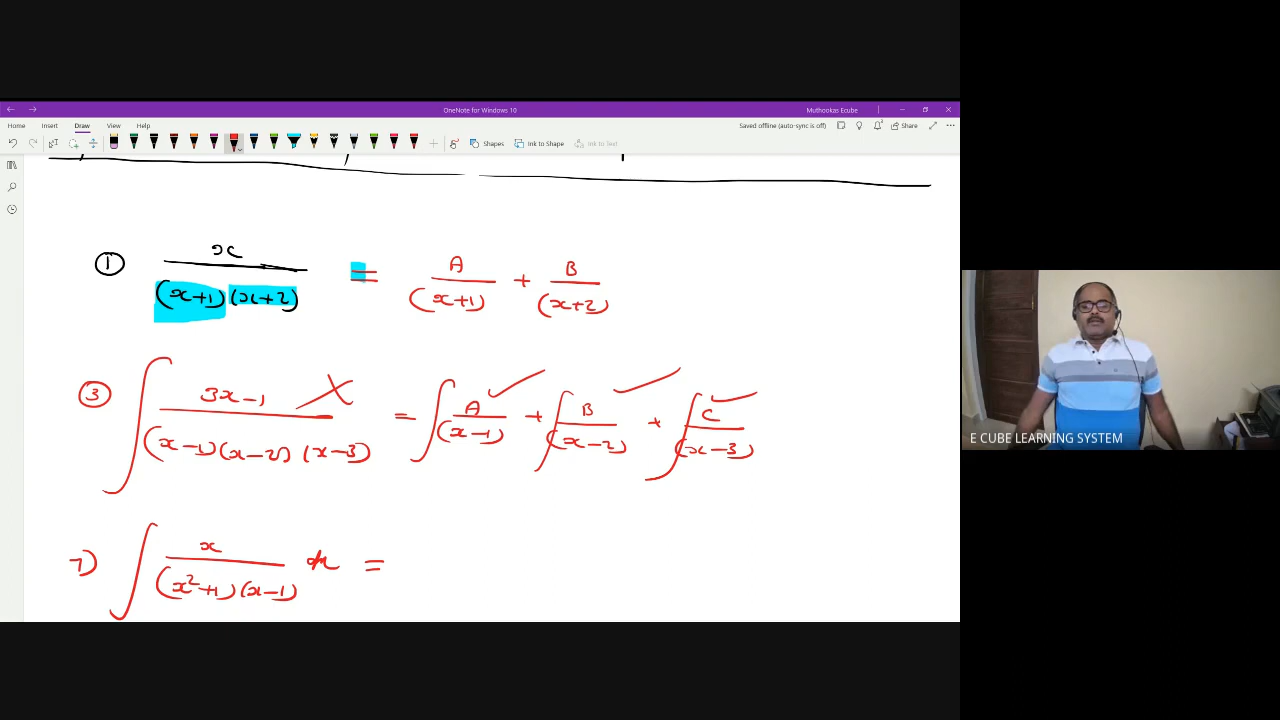 OneNote for Windows 10
Muthookas Ecube
Home Insert Draw View Help
Saved offline (auto-sync is off) Share
Shapes Ink to Shape Ink to Text
① x / (x+1)(x+2) = A/(x+1) + B/(x+2)
③ ∫ 3x-1 / (x-1)(x-2)(x-3) = ∫ A/(x-1) + ∫ B/(x-2) + ∫ C/(x-3)
7) ∫ x / (x²+1)(x-1) dx =
E CUBE LEARNING SYSTEM